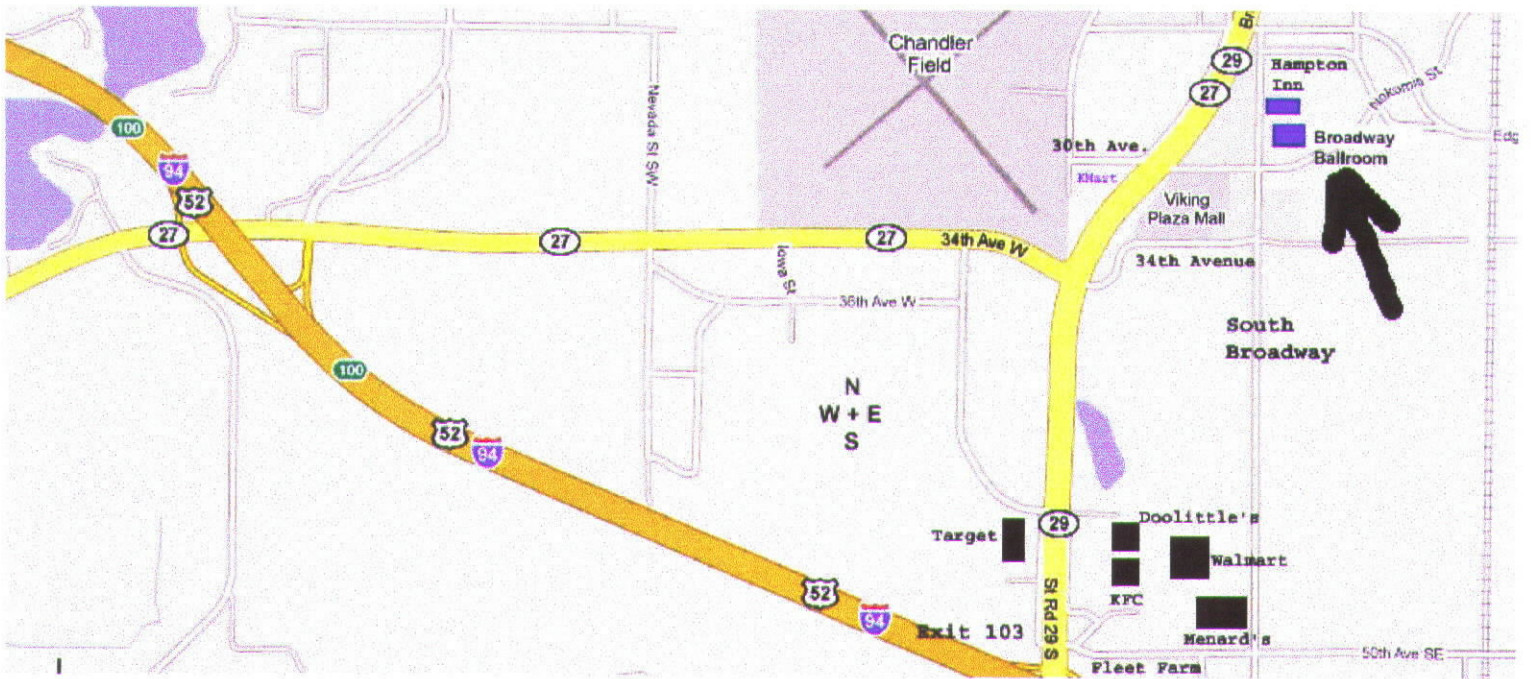 Chandler
Field
29
Hampton
Inn
27
Nokomis St
Nevada St SW
100
Edg
Broadway
Ballroom
30th Ave.
94
KMart
52
Viking
Plaza Mall
27
27
27
34th Ave W
34th Avenue
Iowa St
36th Ave W
South
Broadway
100
N
W + E
S
52
94
29
Doolittle's
Target
Walmart
52
KFC
St Rd 29 S
94
Exit 103
Menard's
50th Ave SE
Fleet Farm